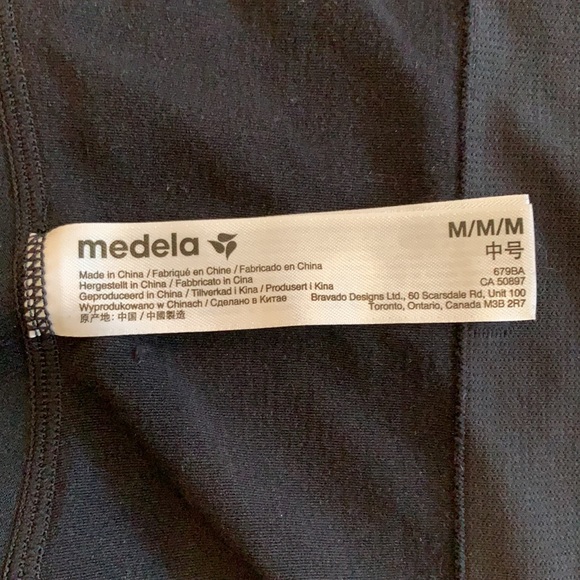 medela
Made in China / Fabriqué en Chine / Fabricado en China
Hergestellt in China / Fabbricato in Cina
Geproduceerd in China / Tillverkad i Kina / Produsert i Kina
Wyprodukowano w Chinach / Сделано в Китае
原产地: 中国 / 中國製造
M/M/M
中号
679BA
CA 50897
Bravado Designs Ltd., 60 Scarsdale Rd, Unit 100
Toronto, Ontario, Canada M3B 2R7